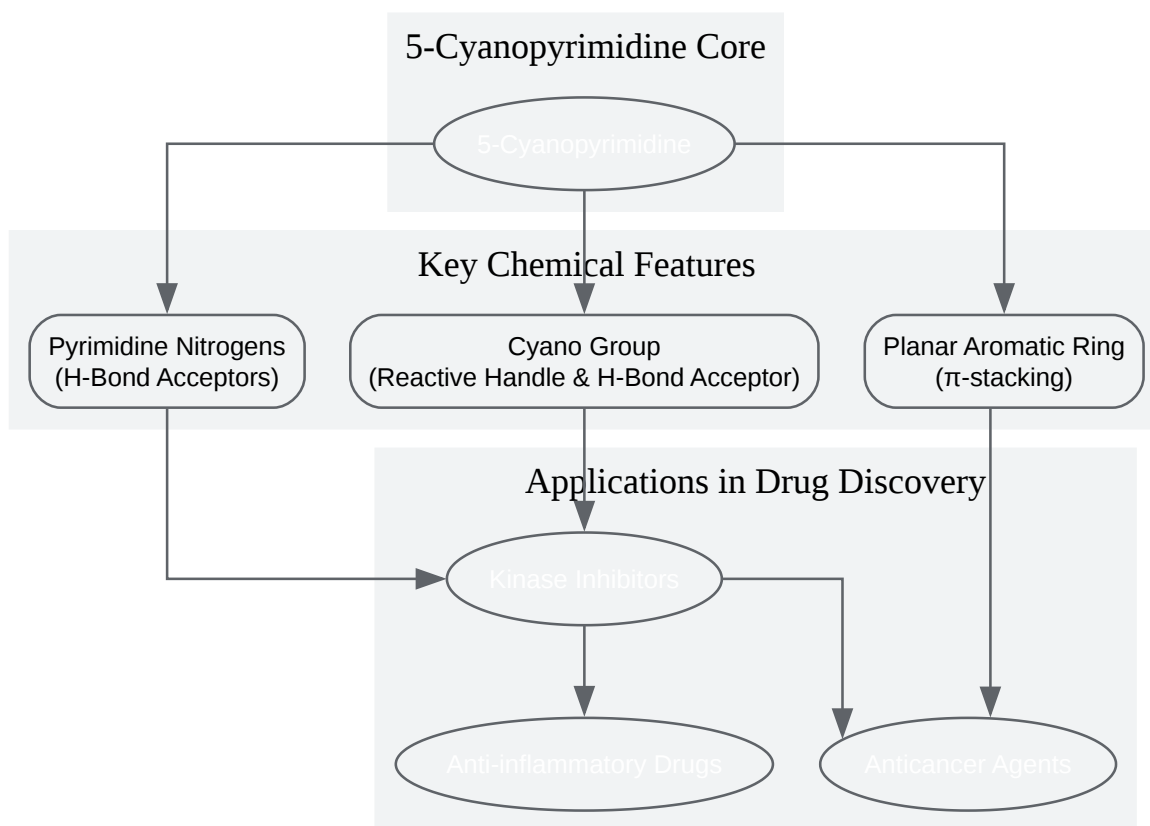 5-Cyanopyrimidine Core
5-Cyanopyrimidine
Key Chemical Features
Pyrimidine Nitrogens
(H-Bond Acceptors)
Cyano Group
(Reactive Handle & H-Bond Acceptor)
Planar Aromatic Ring
(π-stacking)
Applications in Drug Discovery
Kinase Inhibitors
Anti-inflammatory Drugs
Anticancer Agents